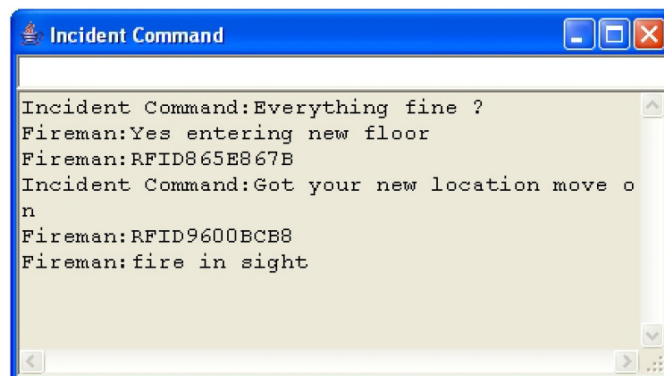 Incident Command
Incident Command:Everything fine ?
Fireman:Yes entering new floor
Fireman:RFID865E867B
Incident Command:Got your new location move o
n
Fireman:RFID9600BCB8
Fireman:fire in sight